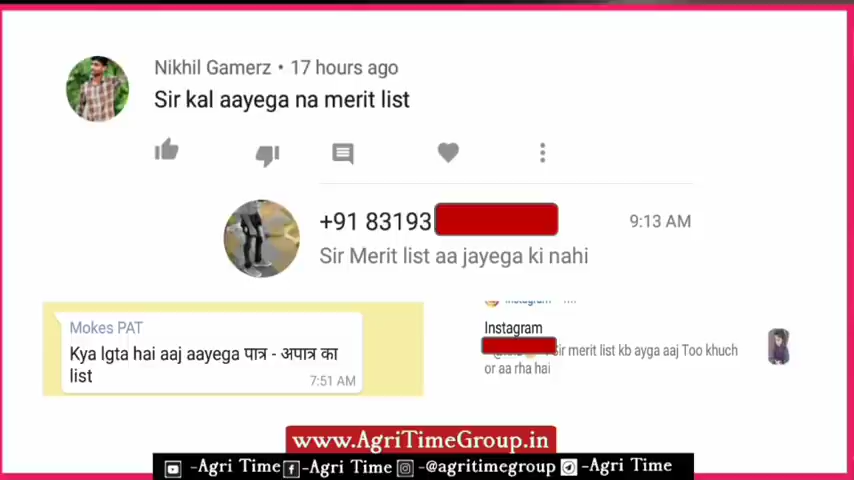 Nikhil Gamerz • 17 hours ago
Sir kal aayega na merit list
+91 83193
9:13 AM
Sir Merit list aa jayega ki nahi
Mokes PAT
Kya lgta hai aaj aayega पात्र - अपात्र का
list
7:51 AM
Instagram
Sir merit list kb ayga aaj Too khuch
or aa rha hai
www.AgriTimeGroup.in
-Agri Time -Agri Time -@agritimegroup -Agri Time